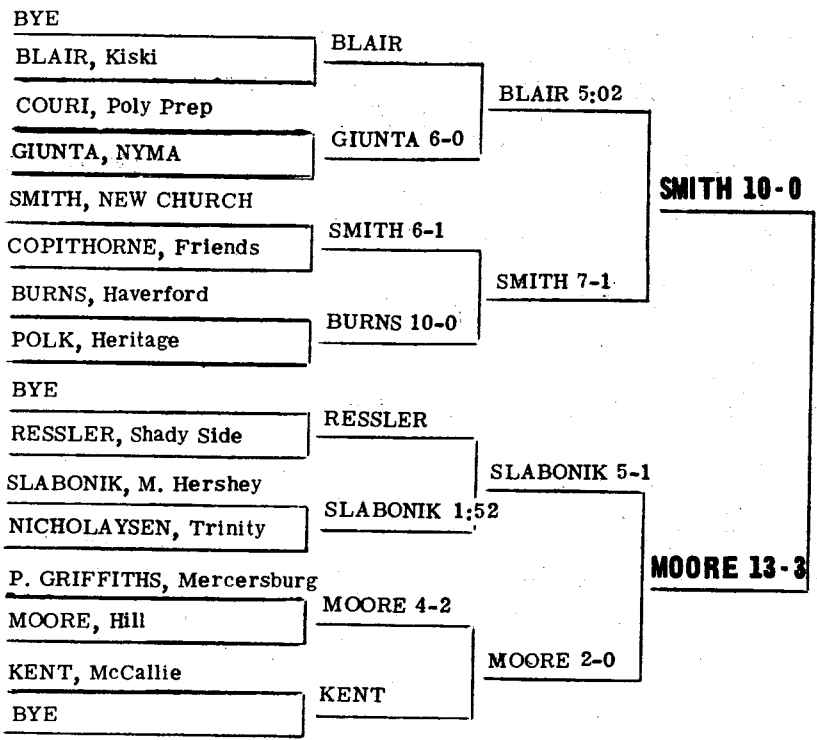 BYE
BLAIR, Kiski
COURI, Poly Prep
GIUNTA, NYMA
SMITH, NEW CHURCH
COPITHORNE, Friends
BURNS, Haverford
POLK, Heritage
BYE
RESSLER, Shady Side
SLABONIK, M. Hershey
NICHOLAYSEN, Trinity
P. GRIFFITHS, Mercersburg
MOORE, Hill
KENT, McCallie
BYE
BLAIR
GIUNTA 6-0
SMITH 6-1
BURNS 10-0
RESSLER
SLABONIK 1:52
MOORE 4-2
KENT
BLAIR 5:02
SMITH 7-1
SLABONIK 5-1
MOORE 2-0
SMITH 10-0
MOORE 13-3